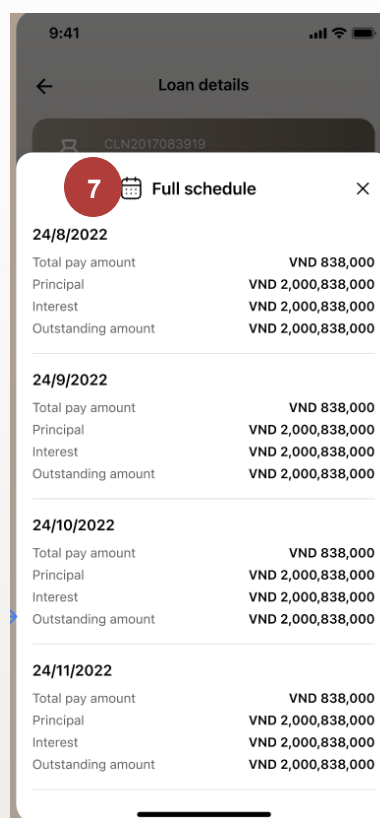 9:41
Loan details
CLN2017083919
7 Full schedule
24/8/2022
Total pay amount VND 838,000
Principal VND 2,000,838,000
Interest VND 2,000,838,000
Outstanding amount VND 2,000,838,000
24/9/2022
Total pay amount VND 838,000
Principal VND 2,000,838,000
Interest VND 2,000,838,000
Outstanding amount VND 2,000,838,000
24/10/2022
Total pay amount VND 838,000
Principal VND 2,000,838,000
Interest VND 2,000,838,000
Outstanding amount VND 2,000,838,000
24/11/2022
Total pay amount VND 838,000
Principal VND 2,000,838,000
Interest VND 2,000,838,000
Outstanding amount VND 2,000,838,000